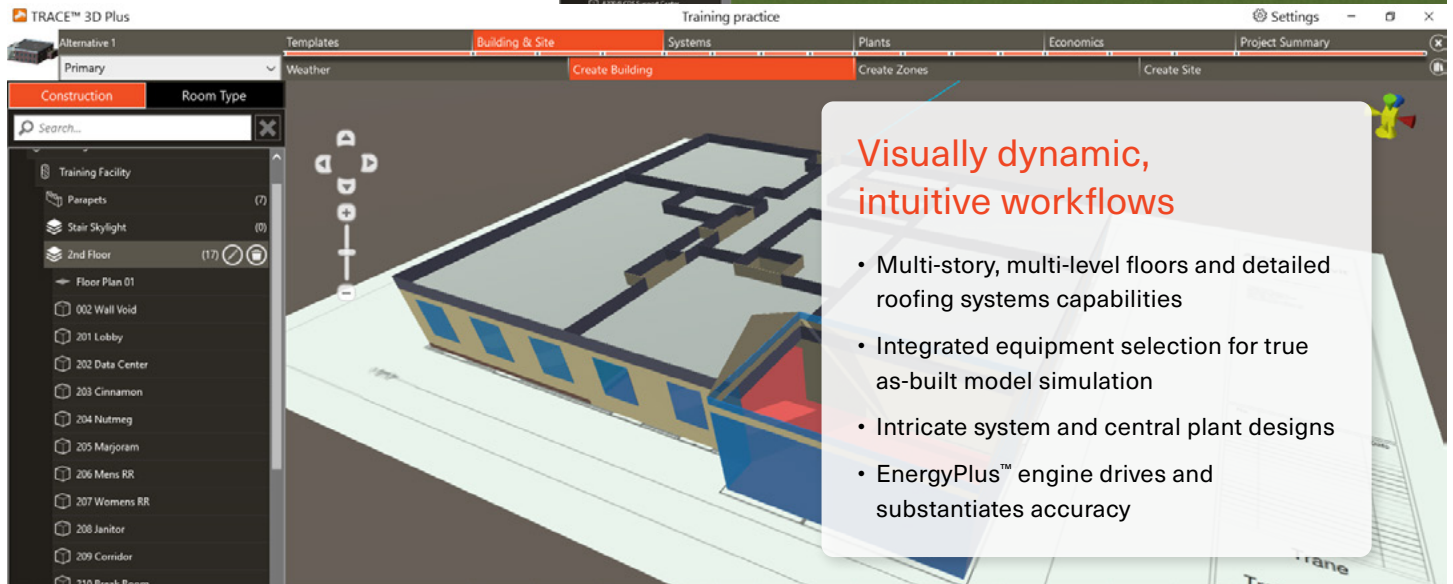 TRACE™ 3D Plus
Training practice
Settings
Alternative 1
Templates
Building & Site
Systems
Plants
Economics
Project Summary
Primary
Weather
Create Building
Create Zones
Create Site
Construction
Room Type
Search...
Training Facility
Parapets (7)
Stair Skylight (0)
2nd Floor (17)
Floor Plan 01
002 Wall Void
201 Lobby
202 Data Center
203 Cinnamon
204 Nutmeg
205 Marjoram
206 Mens RR
207 Womens RR
208 Janitor
209 Corridor
210 Break Room
Visually dynamic,
intuitive workflows
• Multi-story, multi-level floors and detailed
roofing systems capabilities
• Integrated equipment selection for true
as-built model simulation
• Intricate system and central plant designs
• EnergyPlus™ engine drives and
substantiates accuracy
Trane